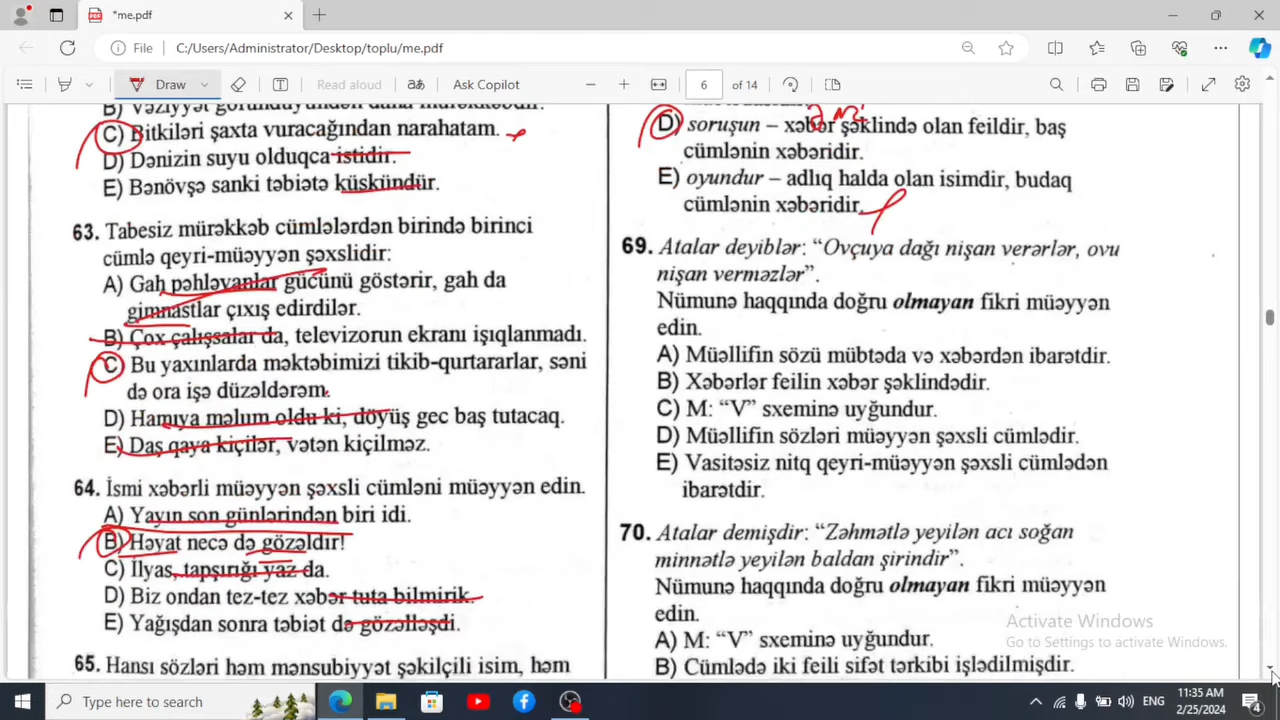 *me.pdf
File C:/Users/Administrator/Desktop/toplu/me.pdf
Draw Read aloud Ask Copilot 6 of 14
B) Vəziyyət göründüyündən daha mürəkkəbdir.
C) Bitkiləri şaxta vuracağından narahatam.
D) Dənizin suyu olduqca istidir.
E) Bənövşə sanki təbiətə küskündür.
63. Tabesiz mürəkkəb cümlələrdən birində birinci
cümlə qeyri-müəyyən şəxslidir:
A) Gah pəhləvanlar gücünü göstərir, gah da
gimnastlar çıxış edirdilər.
B) Çox çalışsalar da, televizorun ekranı işıqlanmadı.
C) Bu yaxınlarda məktəbimizi tikib-qurtararlar, səni
də ora işə düzəldərəm.
D) Hamıya məlum oldu ki, döyüş gec baş tutacaq.
E) Daş qaya kiçilər, vətən kiçilməz.
64. İsmi xəbərli müəyyən şəxsli cümləni müəyyən edin.
A) Yayın son günlərindən biri idi.
B) Həyat necə də gözəldir!
C) İlyas, tapşırığı yaz da.
D) Biz ondan tez-tez xəbər tuta bilmirik.
E) Yağışdan sonra təbiət də gözəlləşdi.
65. Hansı sözləri həm mənsubiyyət şəkilçili isim, həm
D) soruşun – xəbər şəklində olan feildir, baş
cümlənin xəbəridir.
E) oyundur – adlıq halda olan isimdir, budaq
cümlənin xəbəridir.
69. Atalar deyiblər: “Ovçuya dağı nişan verərlər, ovu
nişan verməzlər”.
Nümunə haqqında doğru olmayan fikri müəyyən
edin.
A) Müəllifin sözü mübtəda və xəbərdən ibarətdir.
B) Xəbərlər feilin xəbər şəklindədir.
C) M: “V” sxeminə uyğundur.
D) Müəllifin sözləri müəyyən şəxsli cümlədir.
E) Vasitəsiz nitq qeyri-müəyyən şəxsli cümlədən
ibarətdir.
70. Atalar demişdir: “Zəhmətlə yeyilən acı soğan
minnətlə yeyilən baldan şirindir”.
Nümunə haqqında doğru olmayan fikri müəyyən
edin.
A) M: “V” sxeminə uyğundur.
B) Cümlədə iki feili sifət tərkibi işlədilmişdir.
Activate Windows
Go to Settings to activate Windows.
Type here to search
ENG
11:35 AM
2/25/2024
4